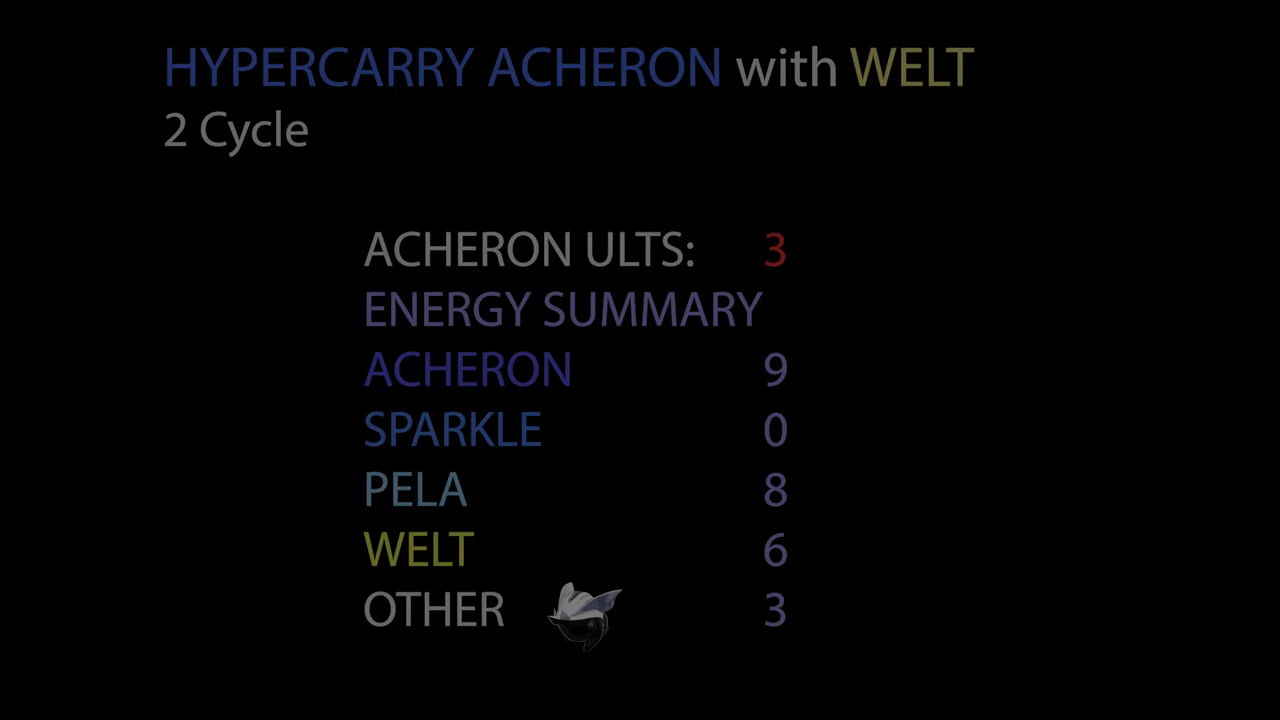 HYPERCARRY ACHERON with WELT
2 Cycle
ACHERON ULTS: 3
ENERGY SUMMARY
ACHERON 9
SPARKLE 0
PELA 8
WELT 6
OTHER 3